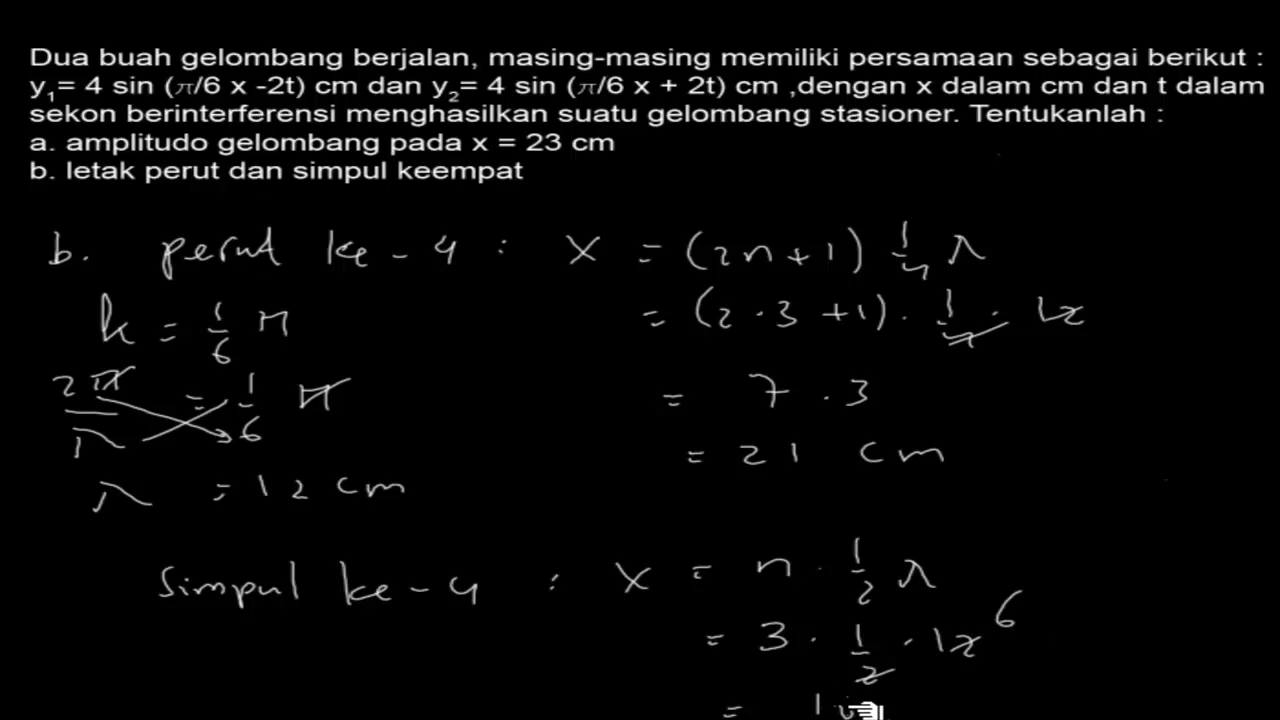 Dua buah gelombang berjalan, masing-masing memiliki persamaan sebagai berikut :
y₁= 4 sin (π/6 x -2t) cm dan y₂= 4 sin (π/6 x + 2t) cm ,dengan x dalam cm dan t dalam
sekon berinterferensi menghasilkan suatu gelombang stasioner. Tentukanlah :
a. amplitudo gelombang pada x = 23 cm
b. letak perut dan simpul keempat
b. perut ke-4 : x = (2n+1) 1/4 λ
k = 1/6 π
= (2 · 3 +1) · 1/4 · 12
2π/λ = 1/6 π
= 7 . 3
= 21 cm
λ = 12 cm
Simpul ke-4 : x = n · 1/2 λ
= 3 · 1/2 · 12 6
=